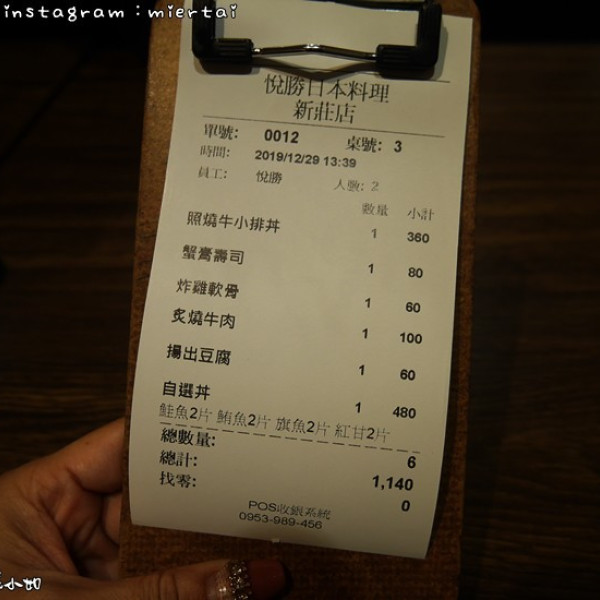 instagram：miertai
悅勝日本料理
新莊店
單號: 0012 桌號: 3
時間: 2019/12/29 13:39
員工: 悅勝 人數: 2
數量 小計
照燒牛小排丼 1 360
蟹膏壽司 1 80
炸雞軟骨 1 60
炙燒牛肉 1 100
揚出豆腐 1 60
自選丼 1 480
鮭魚2片 鮪魚2片 旗魚2片 紅甘2片
總數量: 6
總計: 1,140
找零: 0
POS收銀系統
0953-989-456
小如